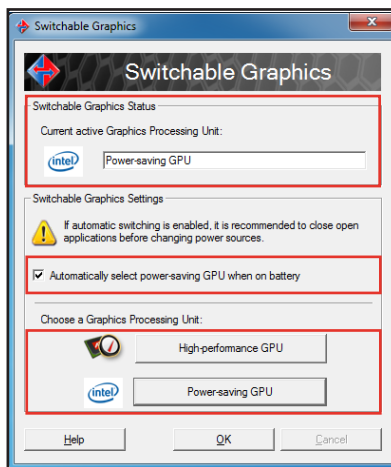 Switchable Graphics
Switchable Graphics
Switchable Graphics Status
Current active Graphics Processing Unit:
intel
Power-saving GPU
Switchable Graphics Settings
If automatic switching is enabled, it is recommended to close open
applications before changing power sources.
Automatically select power-saving GPU when on battery
Choose a Graphics Processing Unit:
High-performance GPU
intel
Power-saving GPU
Help
OK
Cancel